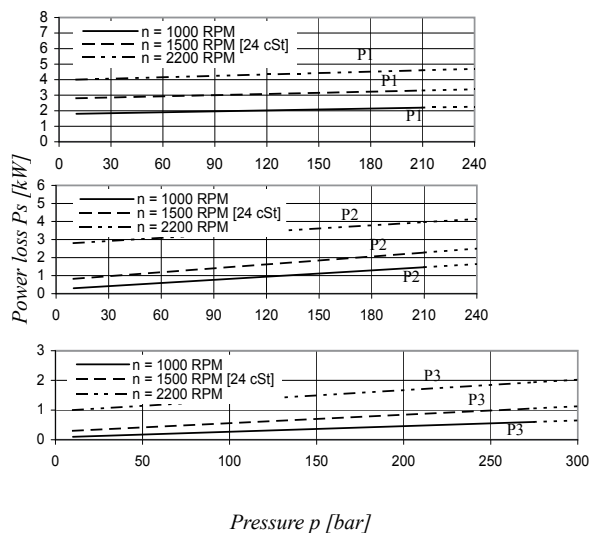 Power loss Ps [kW]
8
7
6
5
4
3
2
1
0
n = 1000 RPM
n = 1500 RPM [24 cSt]
n = 2200 RPM
P1
P1
P1
0 30 60 90 120 150 180 210 240
6
5
4
3
2
1
0
n = 1000 RPM
n = 1500 RPM [24 cSt]
n = 2200 RPM
P2
P2
P2
0 30 60 90 120 150 180 210 240
3
2
1
0
n = 1000 RPM
n = 1500 RPM [24 cSt]
n = 2200 RPM
P3
P3
P3
0 50 100 150 200 250 300
Pressure p [bar]